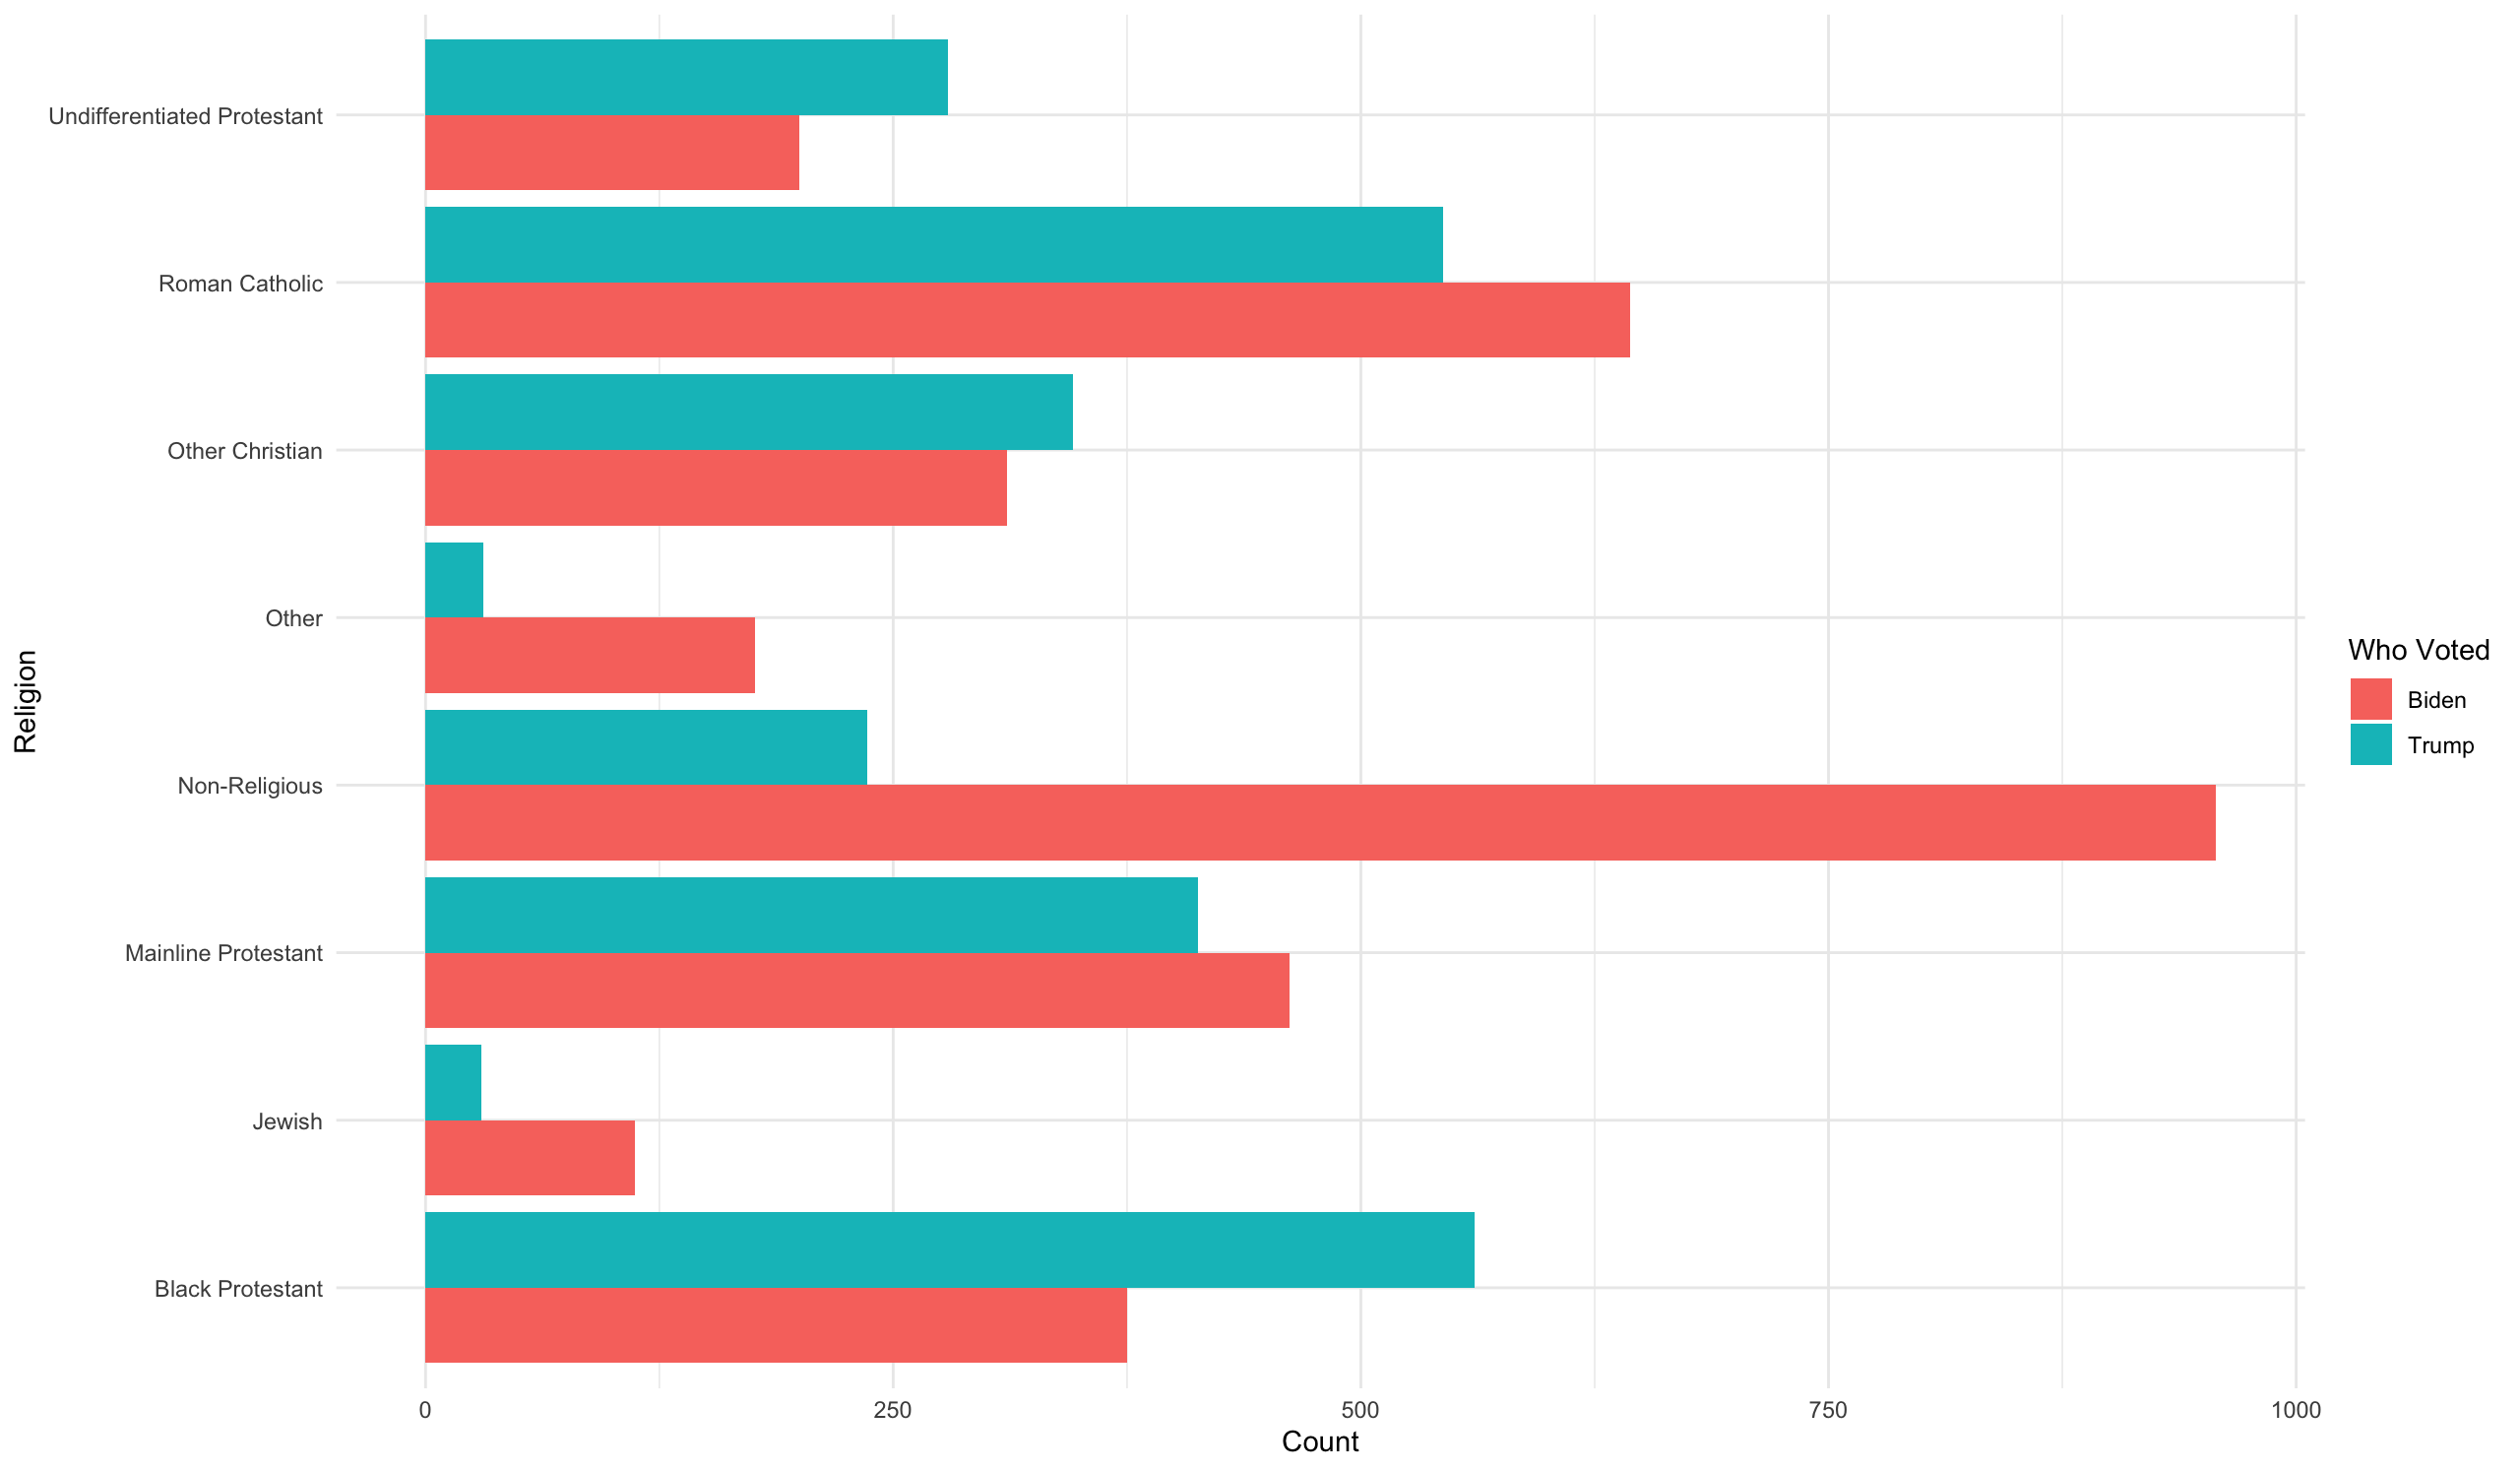 Undifferentiated Protestant
Roman Catholic
Other Christian
Other
Non-Religious
Mainline Protestant
Jewish
Black Protestant
Religion
0 250 500 750 1000
Count
Who Voted
Biden
Trump